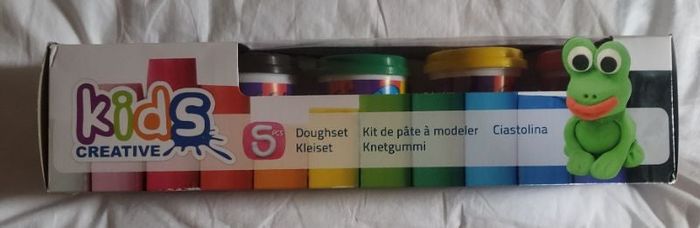 kids
CREATIVE
5 PCS
Doughset
Kleiset
Kit de pâte à modeler
Knetgummi
Ciastolina